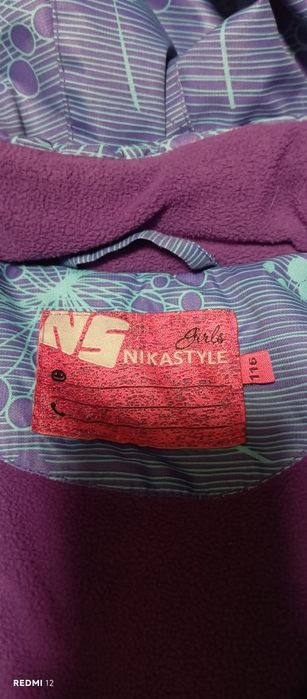 NS
Girls
NIKASTYLE
116
REDMI 12